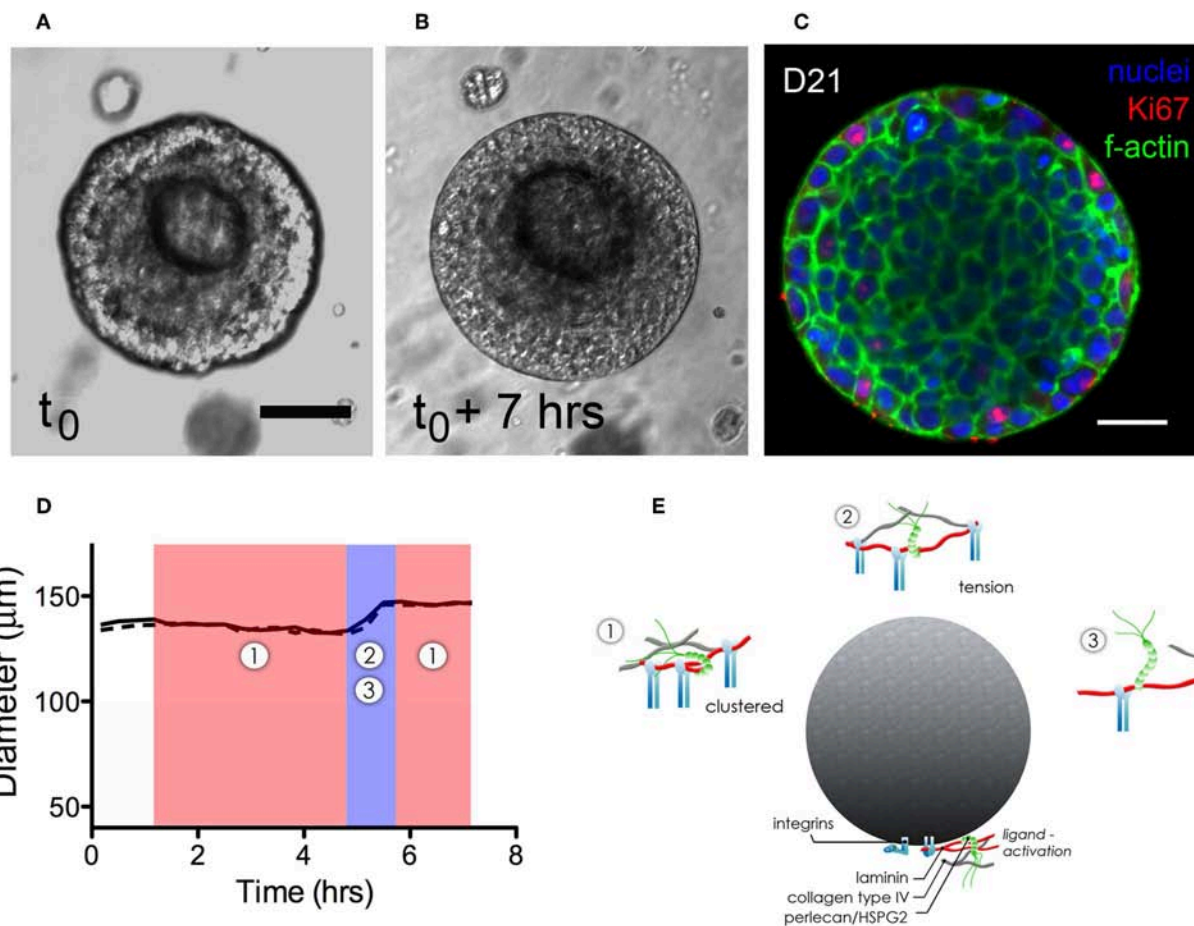 A
B
C
t0
t0 + 7 hrs
D21
nuclei
Ki67
f-actin
D
Diameter (µm)
150
100
50
0
2
4
6
8
Time (hrs)
1
2
3
1
E
2
tension
1
clustered
3
integrins
ligand -
activation
laminin
collagen type IV
perlecan/HSPG2